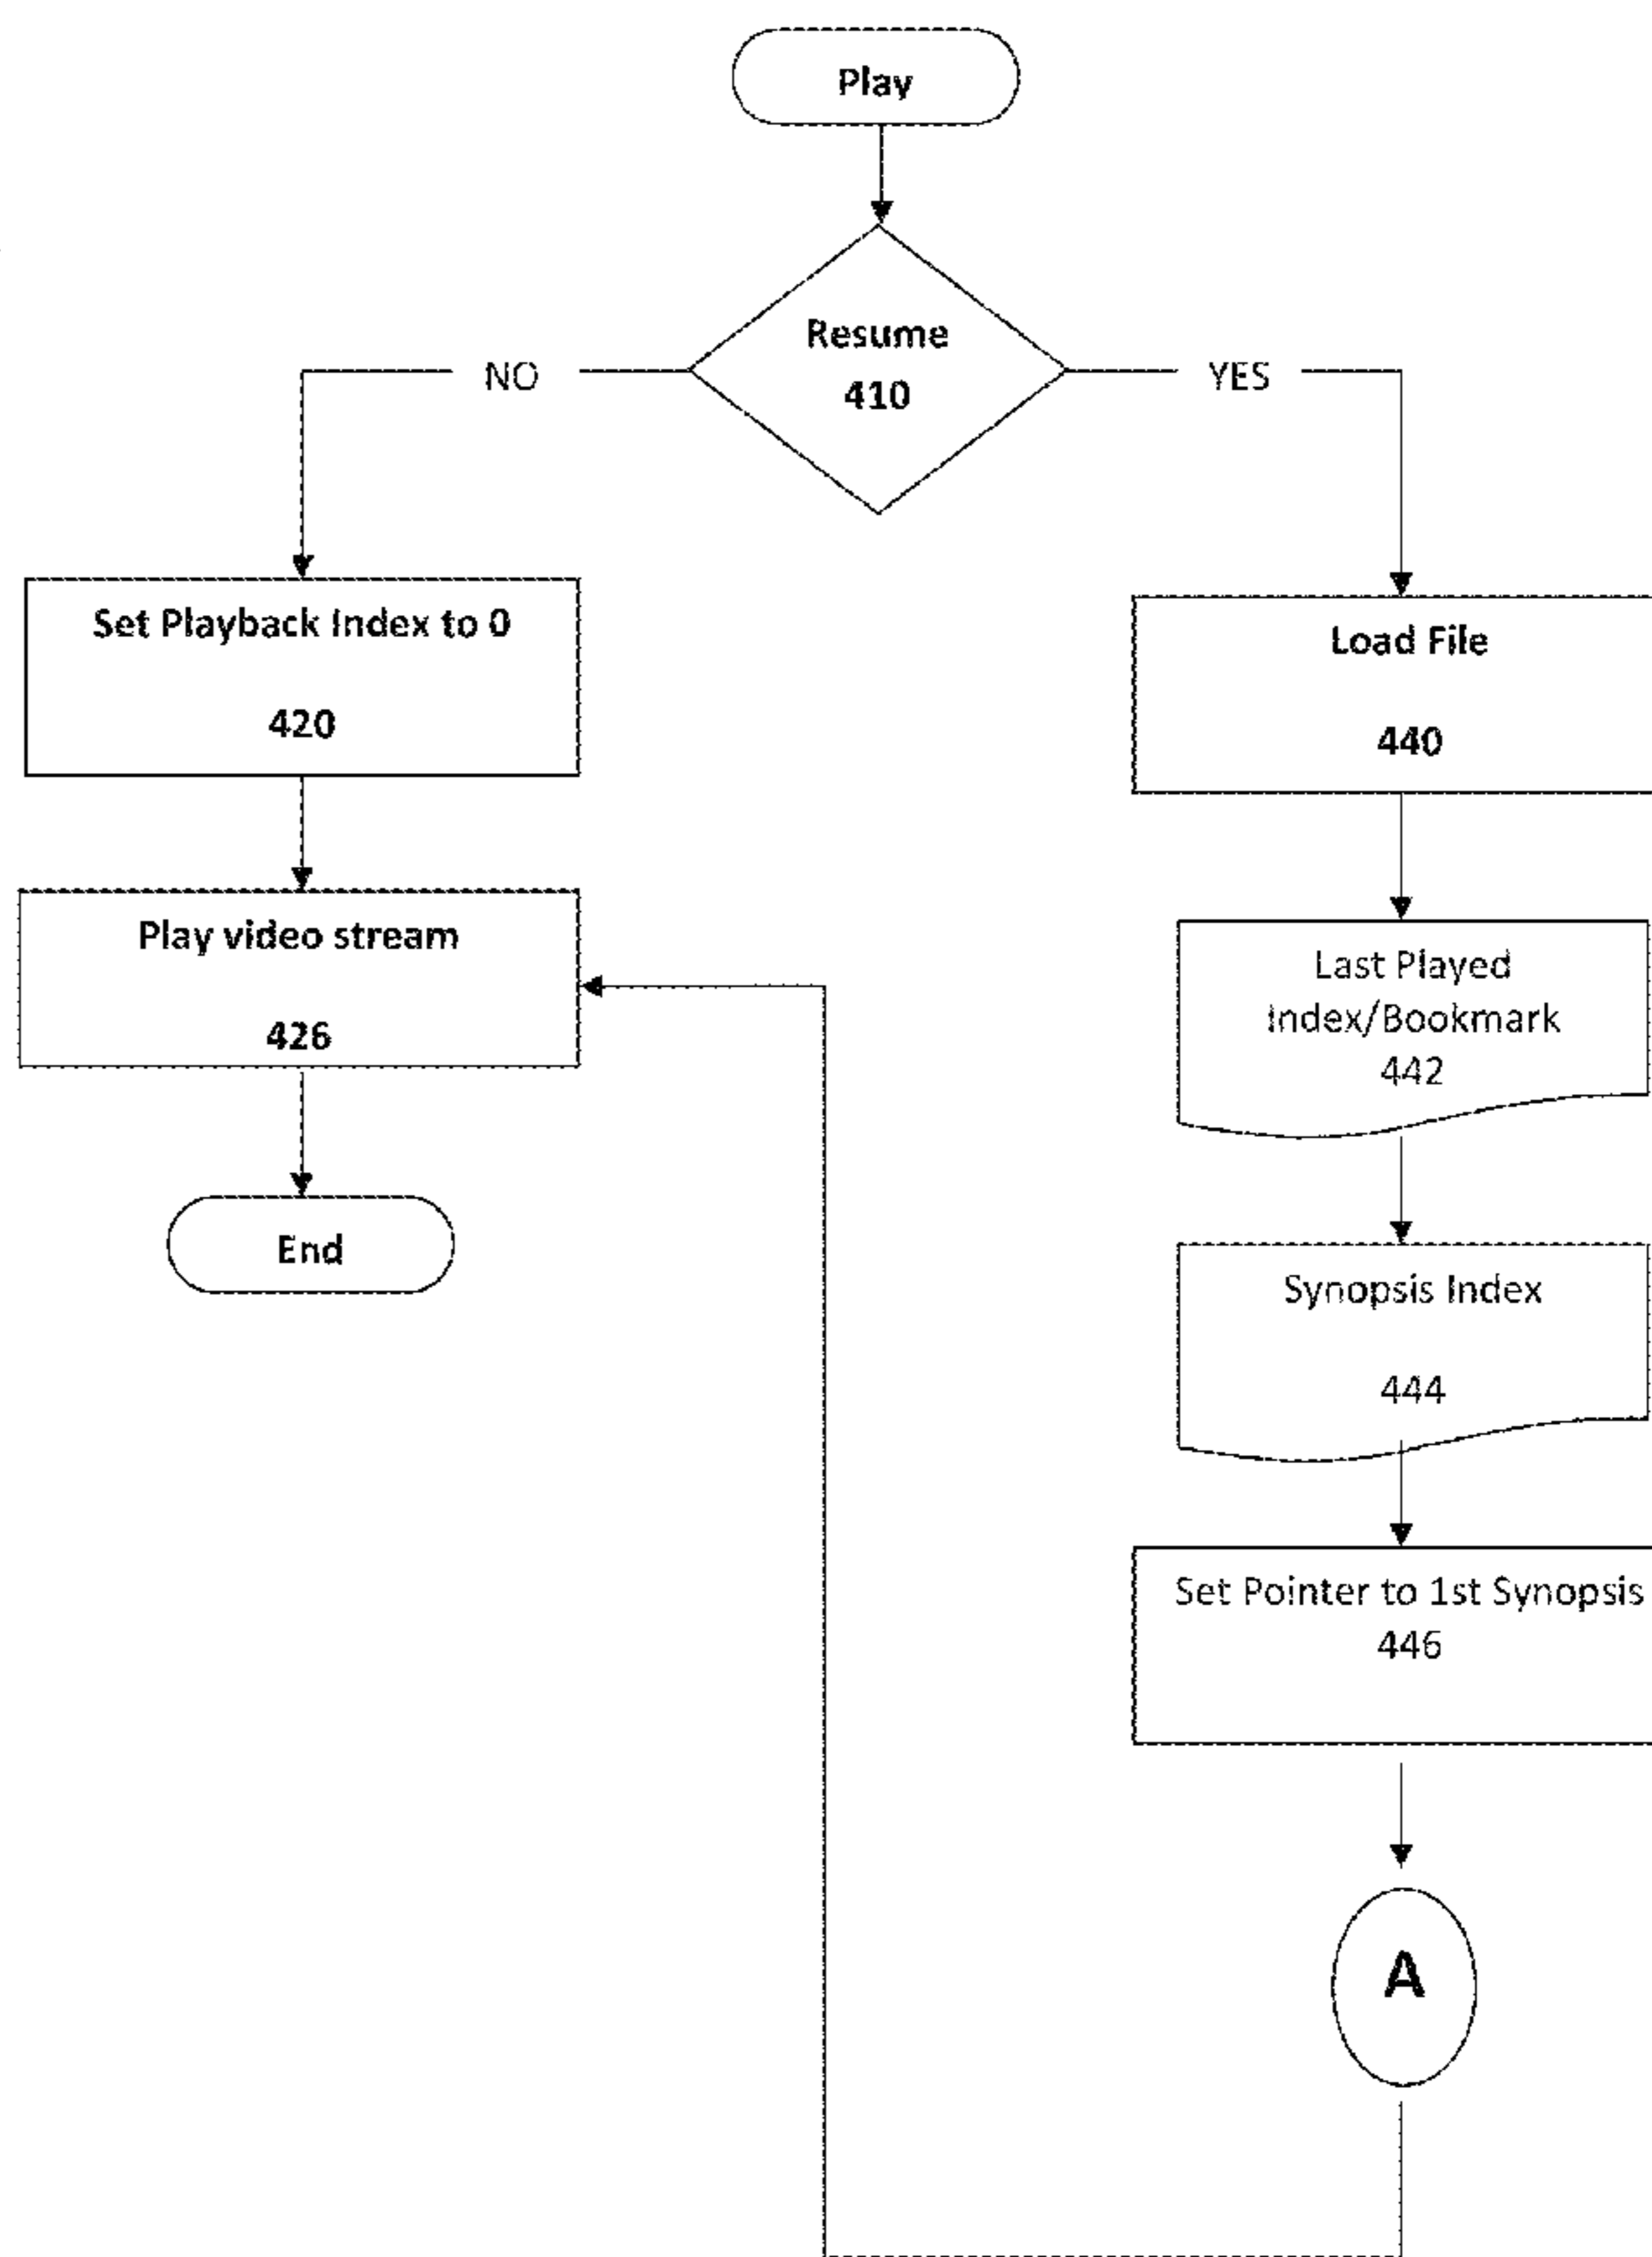 Play
Resume
410
NO
YES
Set Playback Index to 0
420
Load File
440
Play video stream
426
Last Played
Index/Bookmark
442
End
Synopsis Index
444
Set Pointer to 1st Synopsis
446
A